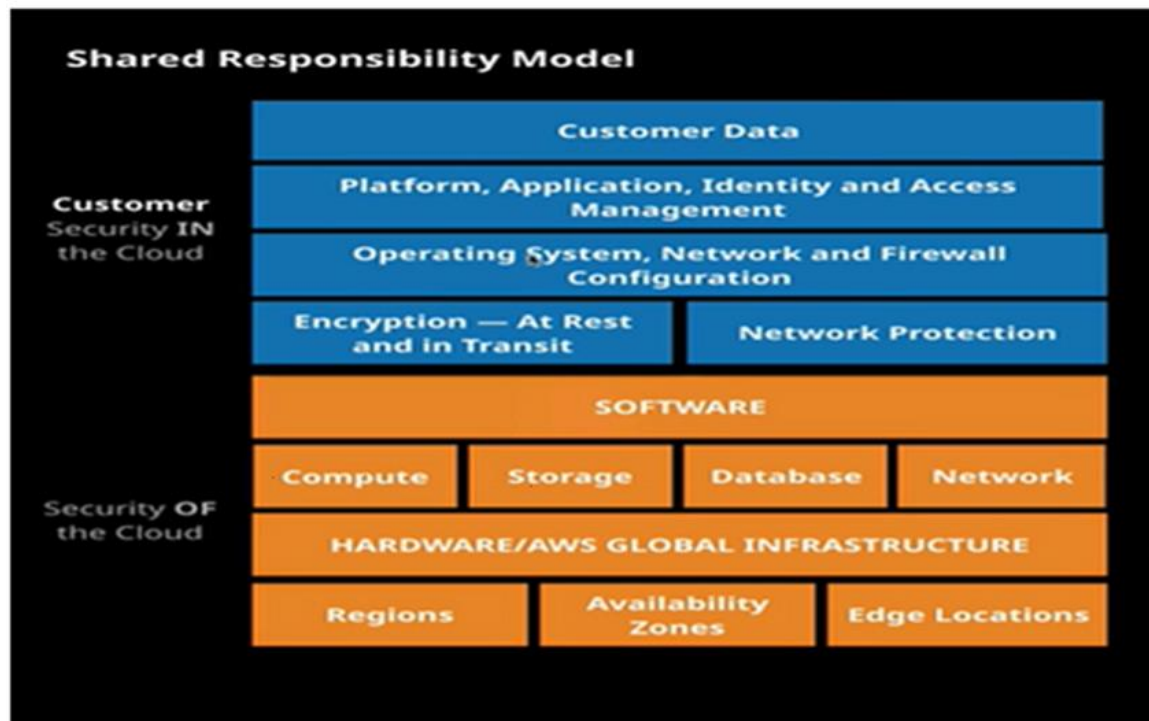 Shared Responsibility Model
Customer Data
Platform, Application, Identity and Access
Management
Customer
Security IN
the Cloud
Operating System, Network and Firewall
Configuration
Encryption — At Rest
and in Transit
Network Protection
SOFTWARE
Compute
Storage
Database
Network
Security OF
the Cloud
HARDWARE/AWS GLOBAL INFRASTRUCTURE
Regions
Availability
Zones
Edge Locations